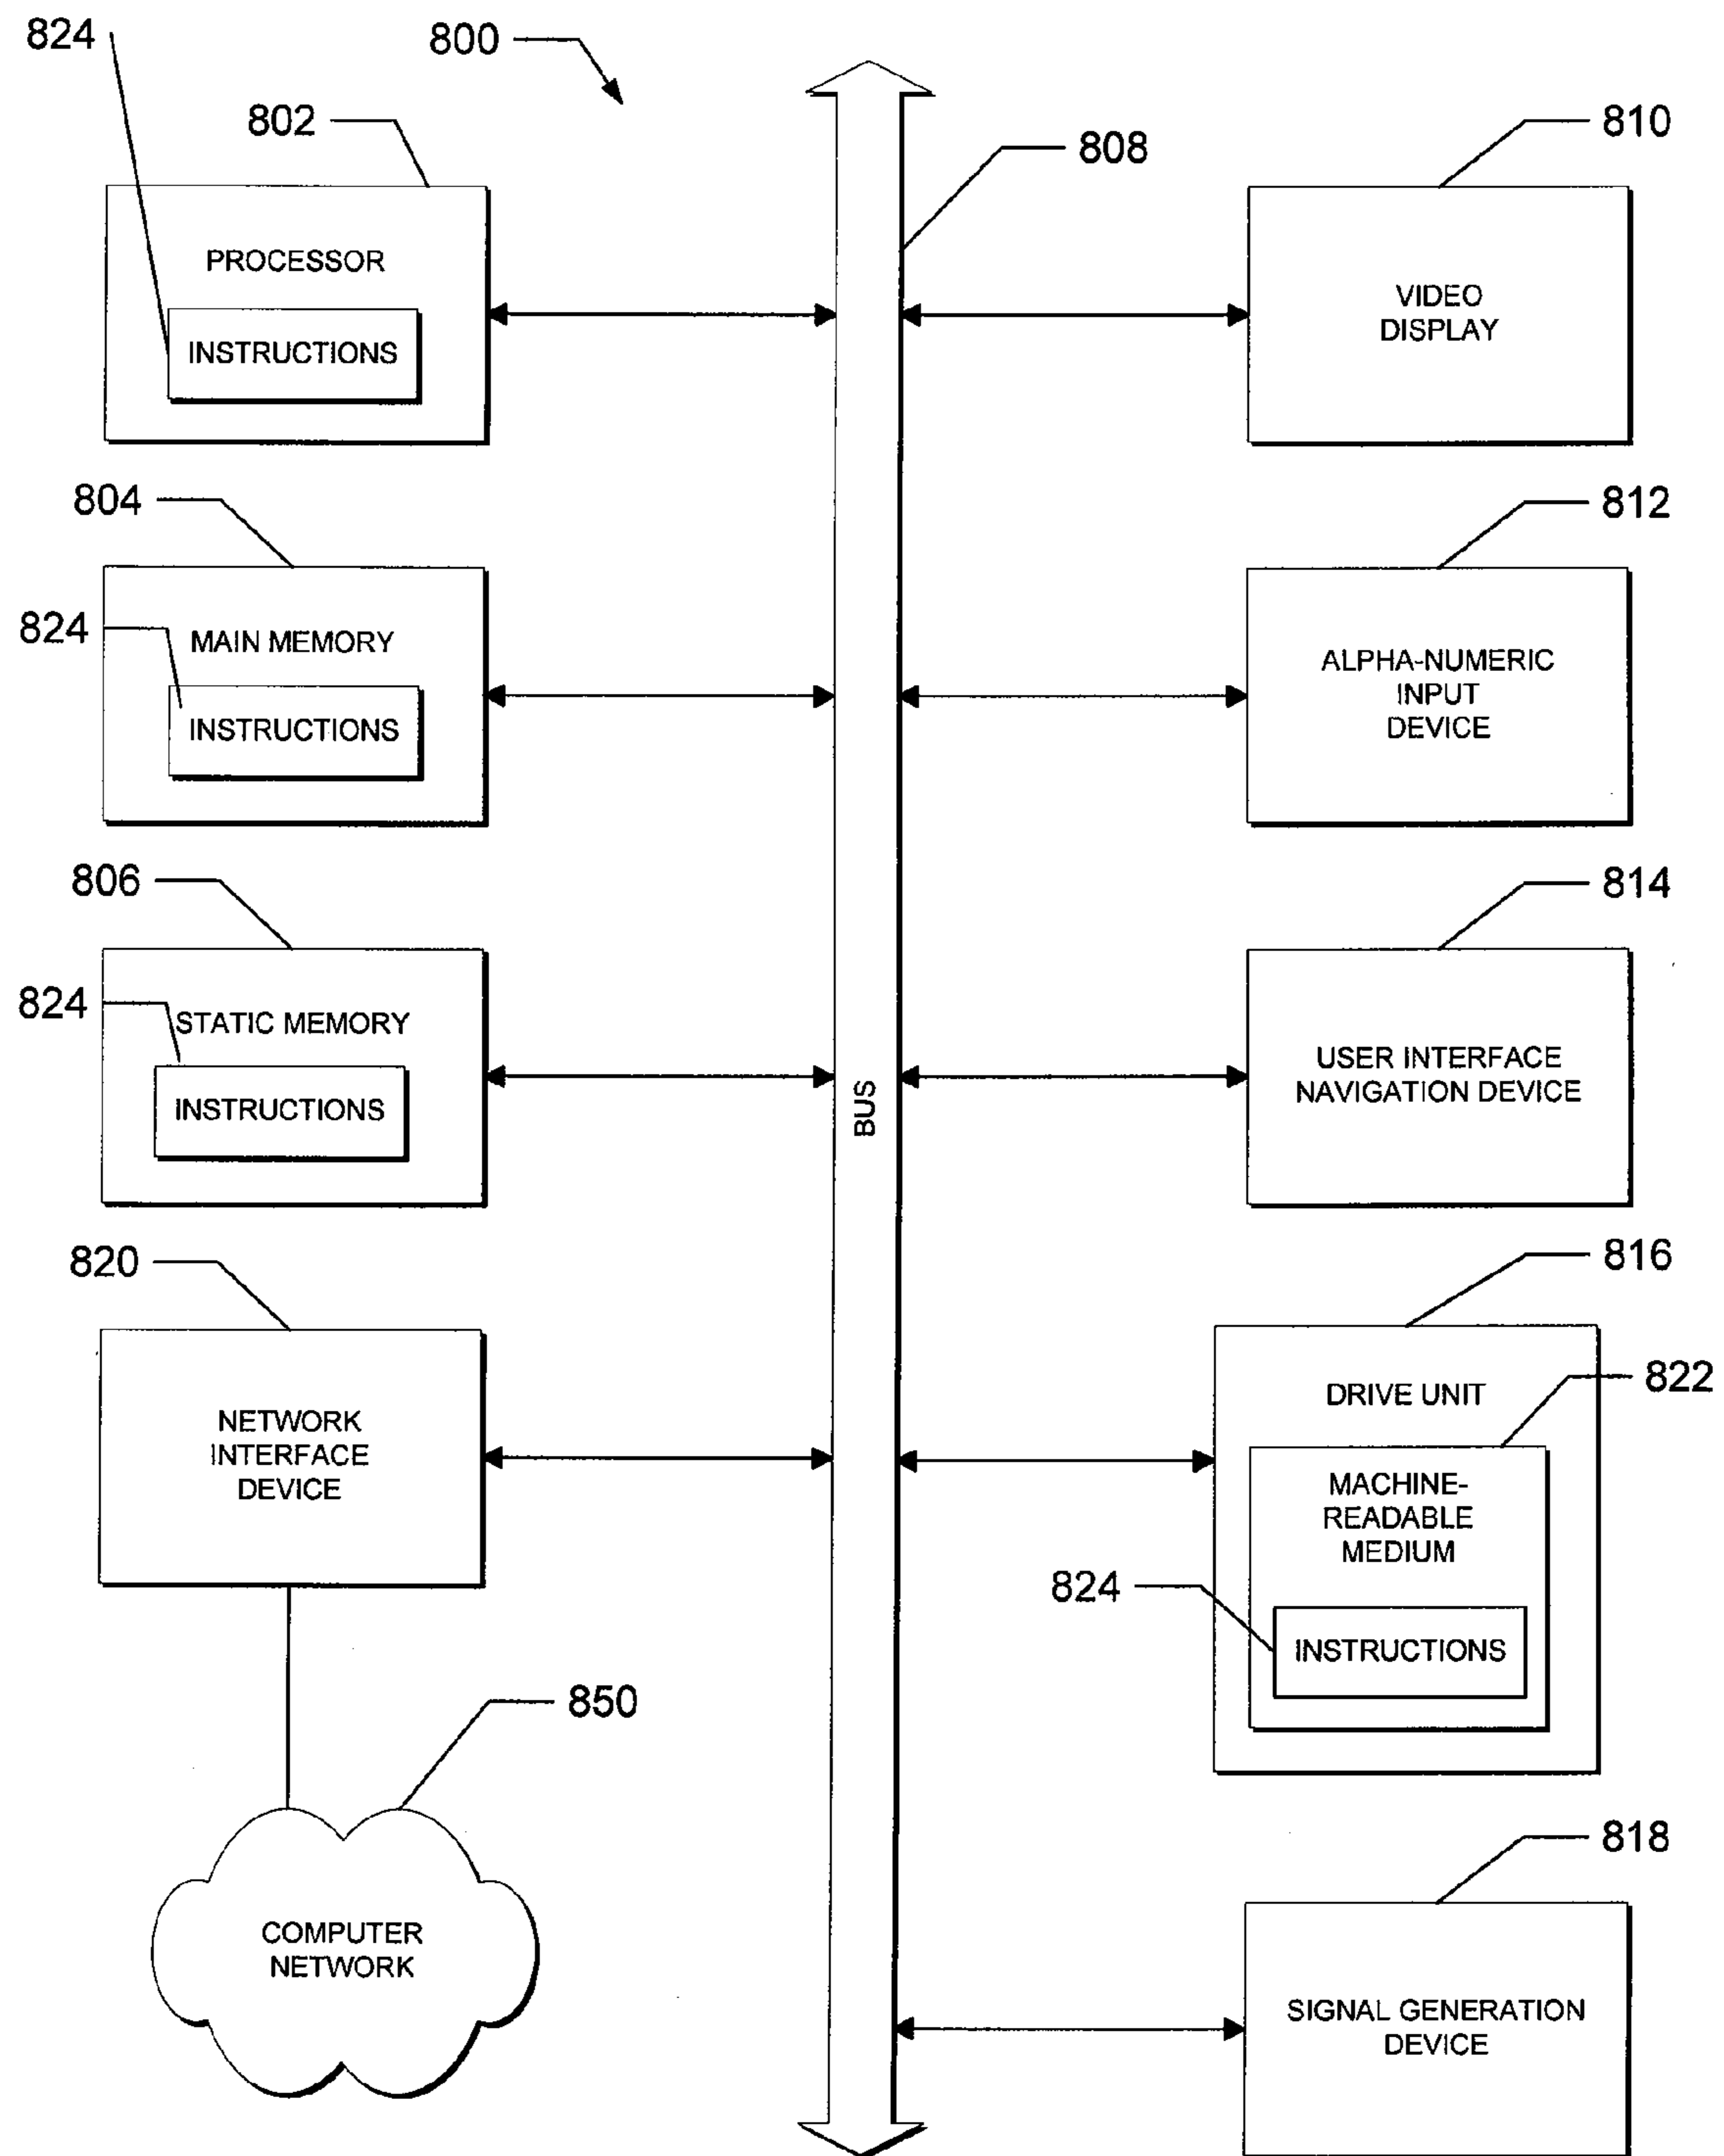 824
800
802
808
810
PROCESSOR
INSTRUCTIONS
VIDEO
DISPLAY
804
812
824
MAIN MEMORY
INSTRUCTIONS
ALPHA-NUMERIC
INPUT
DEVICE
806
814
824
STATIC MEMORY
INSTRUCTIONS
BUS
USER INTERFACE
NAVIGATION DEVICE
820
816
822
NETWORK
INTERFACE
DEVICE
DRIVE UNIT
MACHINE-
READABLE
MEDIUM
824
INSTRUCTIONS
850
818
COMPUTER
NETWORK
SIGNAL GENERATION
DEVICE